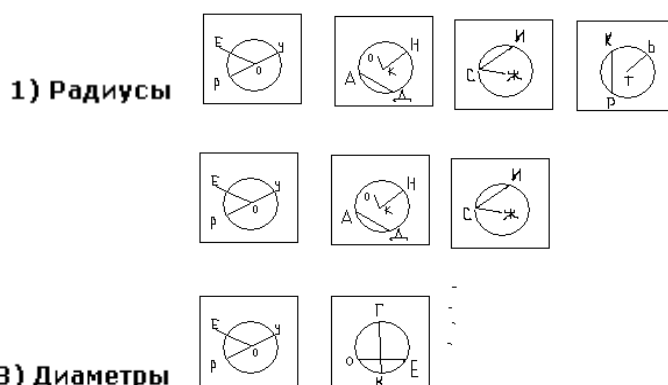 Е У О Р
О Н К А Д
И С Ж
К Ь Т Р
1) Радиусы
Е У О Р
О Н К А Д
И С Ж
Е У О Р
Г О Е К
3) Диаметры